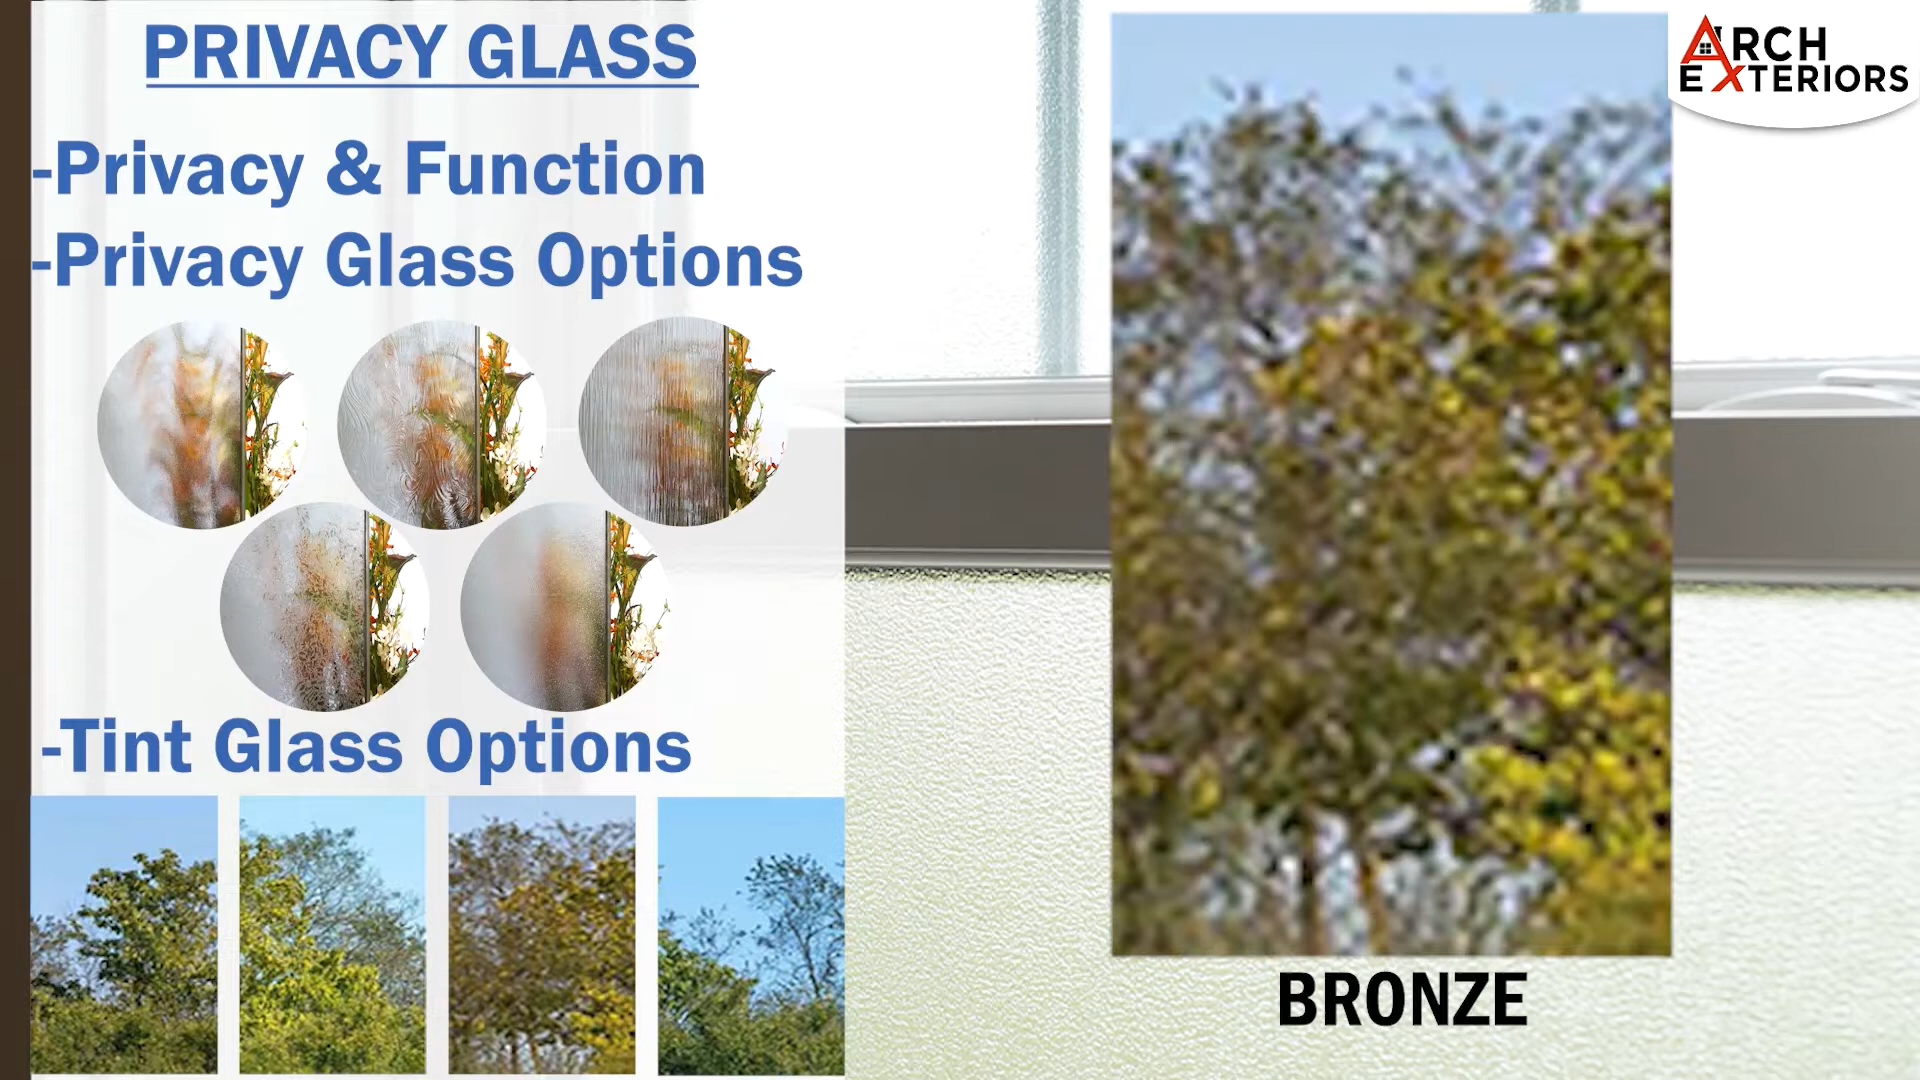 PRIVACY GLASS
-Privacy & Function
-Privacy Glass Options
-Tint Glass Options
BRONZE
ARCH
EXTERIORS